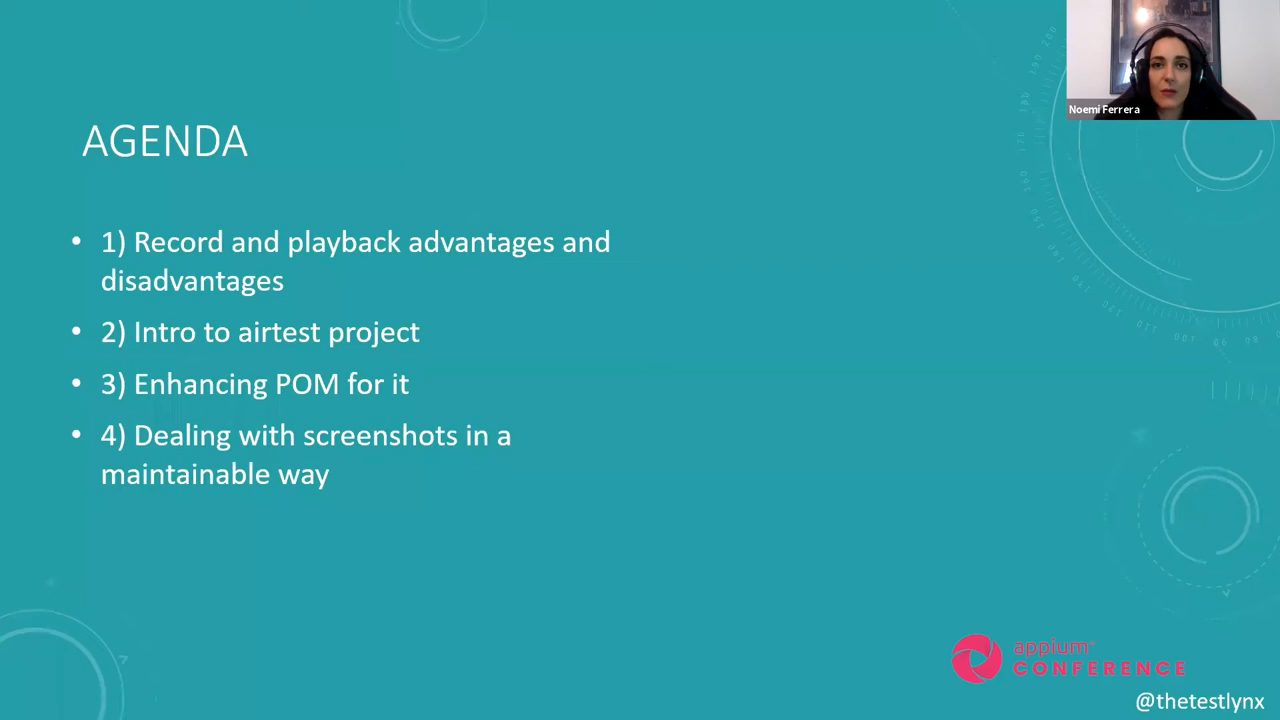 Noemi Ferrera
AGENDA
• 1) Record and playback advantages and
disadvantages
• 2) Intro to airtest project
• 3) Enhancing POM for it
• 4) Dealing with screenshots in a
maintainable way
appium
CONFERENCE
@thetestlynx